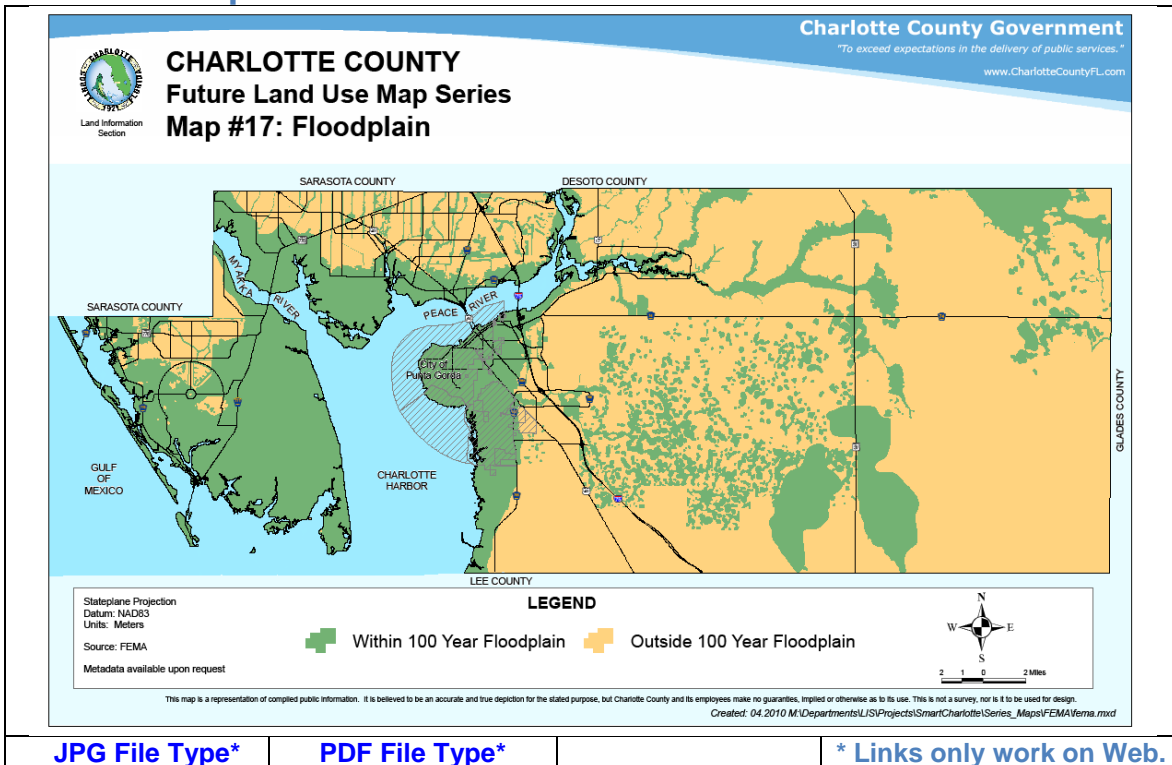 Charlotte County Government
"To exceed expectations in the delivery of public services."
www.CharlotteCountyFL.com
Land Information
Section
CHARLOTTE COUNTY
Future Land Use Map Series
Map #17: Floodplain
SARASOTA COUNTY
DESOTO COUNTY
MYAKKA
RIVER
SARASOTA COUNTY
PEACE RIVER
City of
Punta Gorda
GULF
OF
MEXICO
CHARLOTTE
HARBOR
GLADES COUNTY
LEE COUNTY
Stateplane Projection
Datum: NAD83
Units: Meters
Source: FEMA
Metadata available upon request
LEGEND
Within 100 Year Floodplain
Outside 100 Year Floodplain
N
W E
S
2 1 0 2 Miles
This map is a representation of compiled public information. It is believed to be an accurate and true depiction for the stated purpose, but Charlotte County and its employees make no guaranties, implied or otherwise as to its use. This is not a survey, nor is it to be used for design.
Created: 04.2010 M:\Departments\LIS\Projects\SmartCharlotte\Series_Maps\FEMA\fema.mxd
JPG File Type*
PDF File Type*
* Links only work on Web.